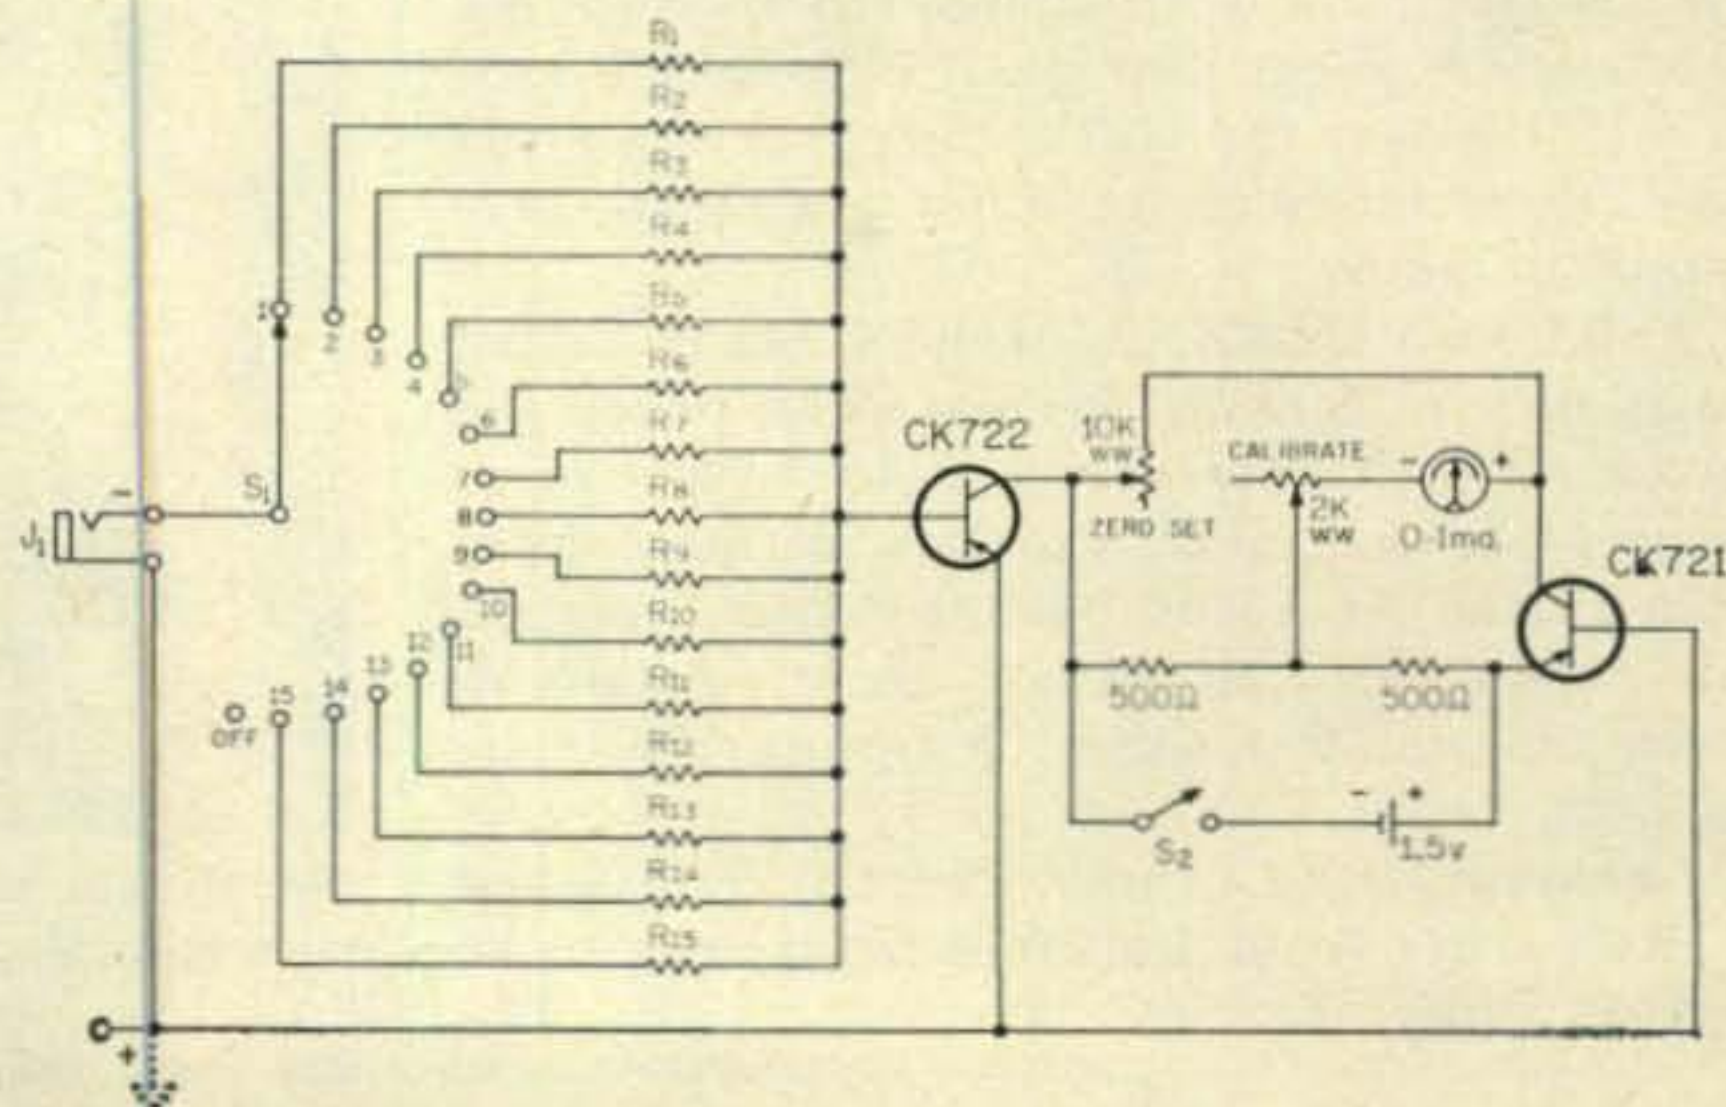 R1
R2
R3
R4
R5
R6
R7
R8
R9
R10
R11
R12
R13
R14
R15
1
2
3
4
5
6
7
8
9
10
11
12
13
14
15
OFF
S1
J1
-
+
CK722
10K
WW
ZERO SET
CALIBRATE
2K
WW
- +
0-1ma.
CK721
500Ω
500Ω
S2
- +
1.5v